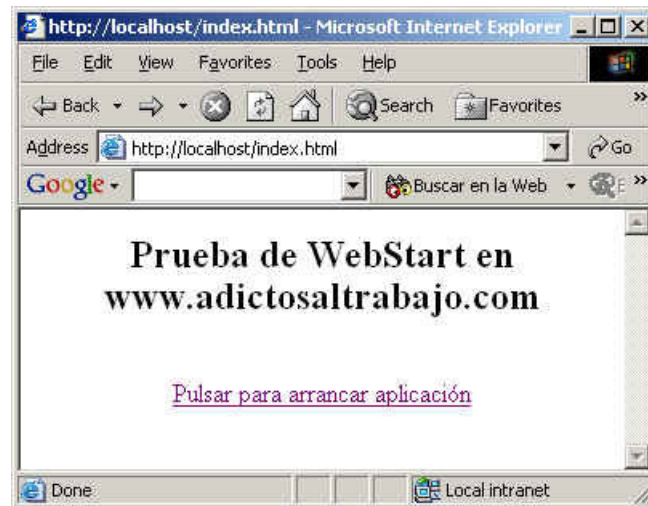 http://localhost/index.html - Microsoft Internet Explorer
File Edit View Favorites Tools Help
Back Search Favorites »
Address http://localhost/index.html Go
Google Buscar en la Web E »
Prueba de WebStart en
www.adictosaltrabajo.com
Pulsar para arrancar aplicación
Done Local intranet